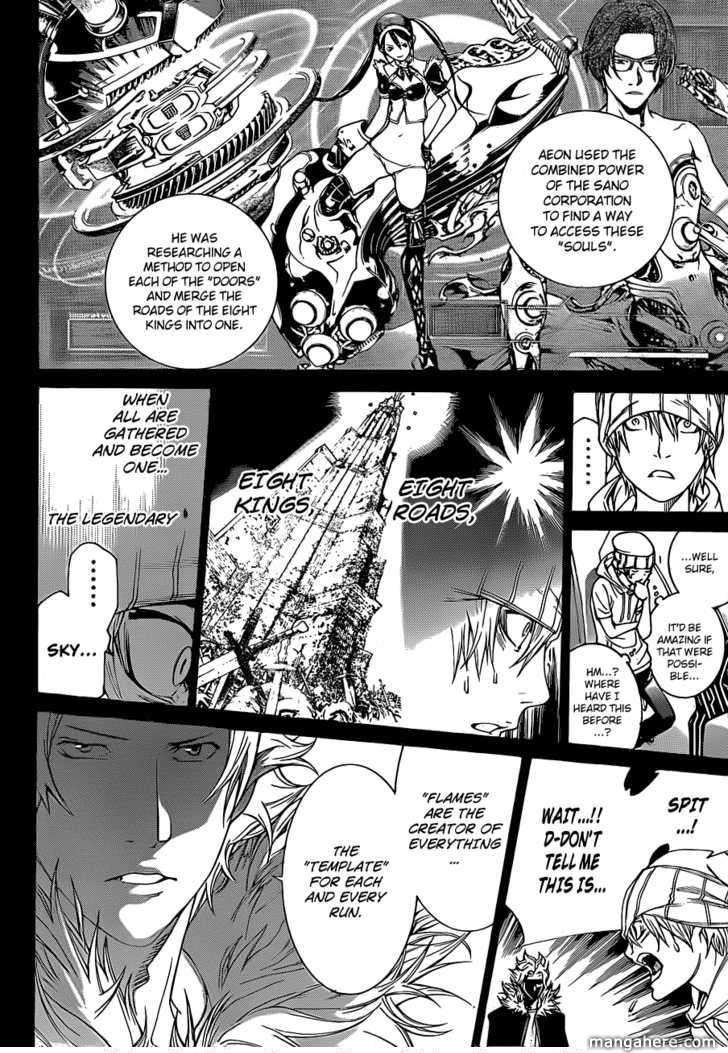 AEON USED THE
COMBINED POWER
OF THE SANO
CORPORATION
TO FIND A WAY
TO ACCESS THESE
"SOULS".
HE WAS
RESEARCHING A
METHOD TO OPEN
EACH OF THE "DOORS"
AND MERGE THE
ROADS OF THE EIGHT
KINGS INTO ONE.
......
...WELL
SURE,
IT'D BE
AMAZING IF
THAT WERE
POSSI-
BLE...
HM...?
WHERE
HAVE I
HEARD THIS
BEFORE
...?
EIGHT
ROADS,
EIGHT
KINGS,
WHEN
ALL ARE
GATHERED
AND BECOME
ONE...
THE LEGENDARY
......
SKY...
SPIT
...!
WAIT...!!
D-DON'T
TELL ME
THIS IS...
"FLAMES"
ARE THE
CREATOR OF
EVERYTHING
...
THE
"TEMPLATE"
FOR EACH
AND EVERY
RUN.
mangahere.com